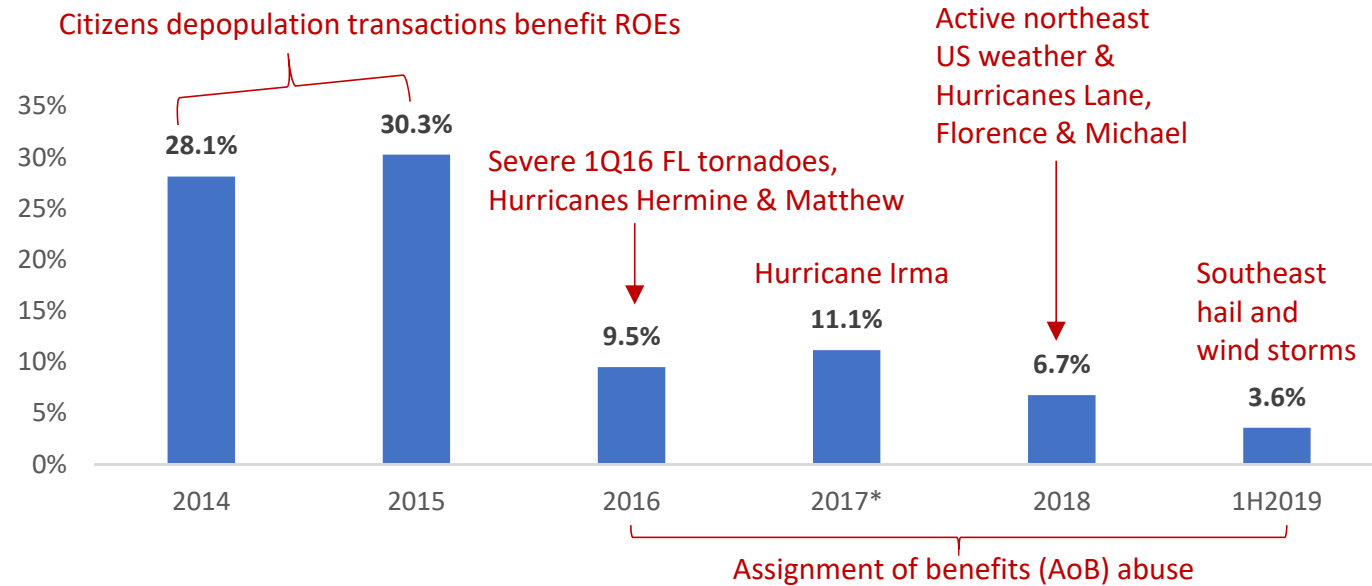 Citizens depopulation transactions benefit ROEs
Active northeast
US weather &
Hurricanes Lane,
Florence & Michael
Severe 1Q16 FL tornadoes,
Hurricanes Hermine & Matthew
Hurricane Irma
Southeast
hail and
wind storms
35%
30%
25%
20%
15%
10%
5%
0%
28.1%
30.3%
9.5%
11.1%
6.7%
3.6%
2014
2015
2016
2017*
2018
1H2019
Assignment of benefits (AoB) abuse